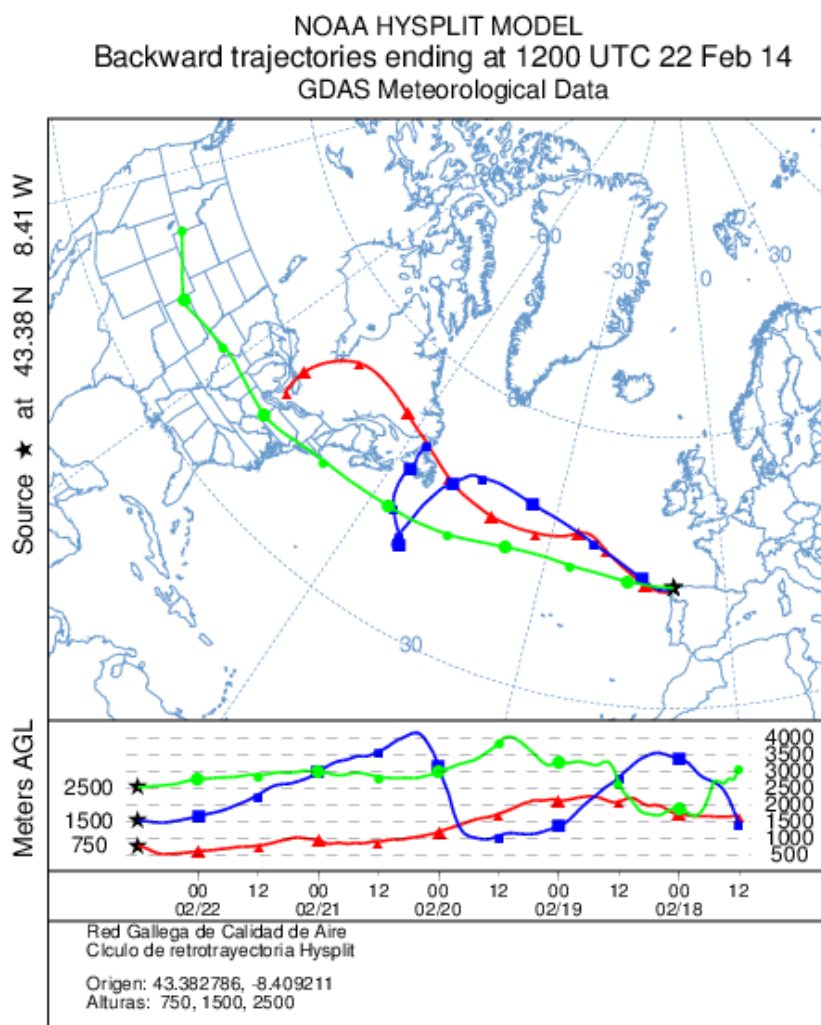 NOAA HYSPLIT MODEL
Backward trajectories ending at 1200 UTC 22 Feb 14
GDAS Meteorological Data
Source ★ at 43.38 N 8.41 W
-60
-30
0
30
60
30
Meters AGL
2500
1500
750
4000
3500
3000
2500
2000
1500
1000
500
00 12 00 12 00 12 00 12 00 12
02/22 02/21 02/20 02/19 02/18
Red Gallega de Calidad de Aire
Clculo de retrotrayectoria Hysplit
Origen: 43.382786, -8.409211
Alturas: 750, 1500, 2500